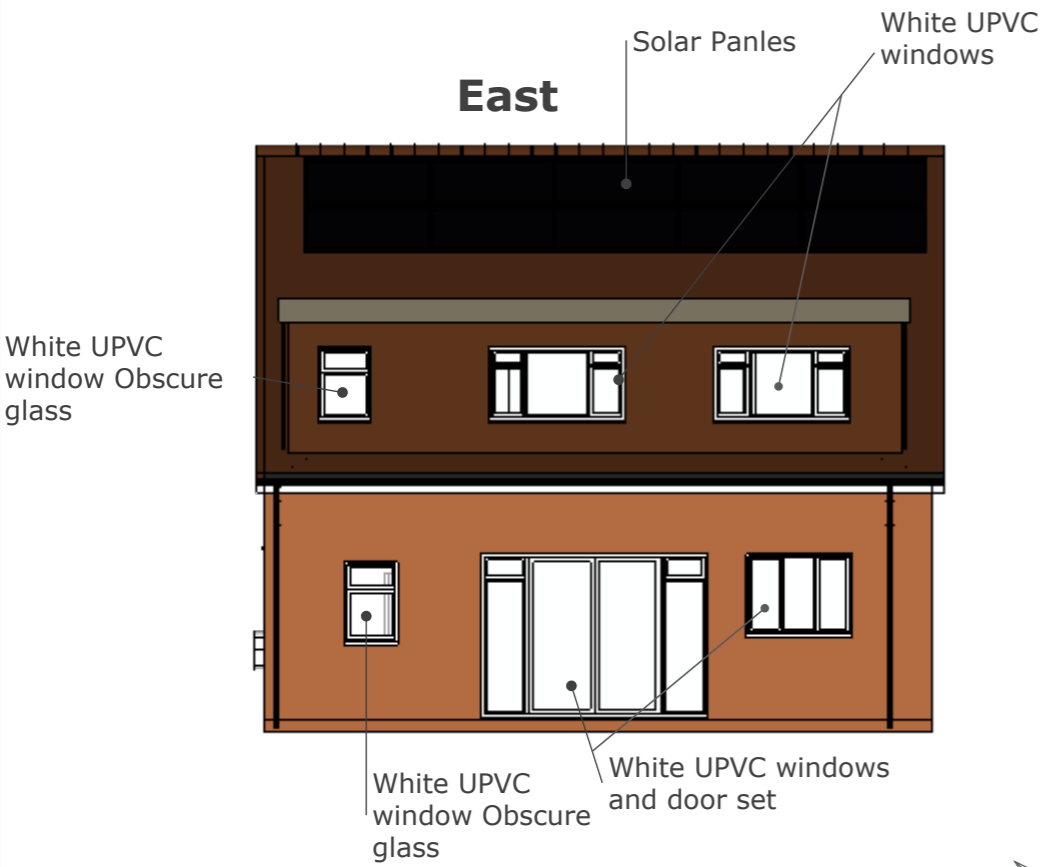 White UPVC
windows
Solar Panles
East
White UPVC
window Obscure
glass
White UPVC windows
and door set
White UPVC
window Obscure
glass